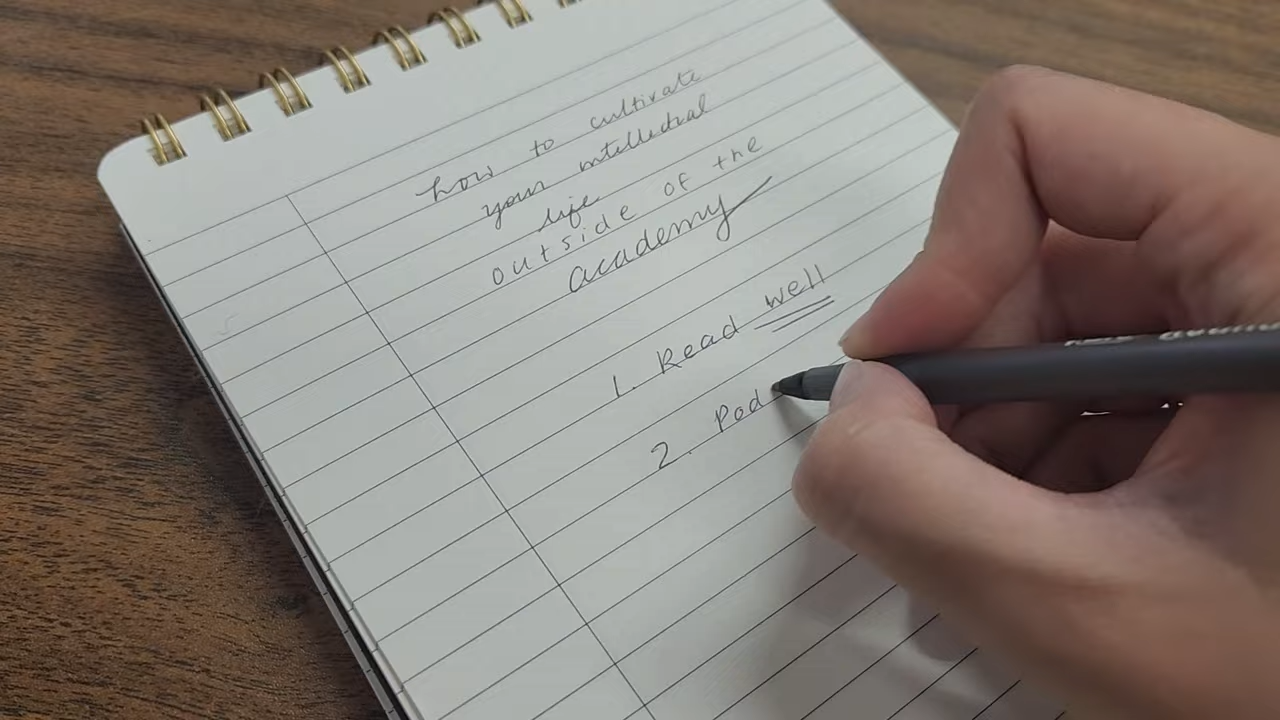 how to cultivate
your intellectual
life
outside of the
academy
1. Read well
2. Pod